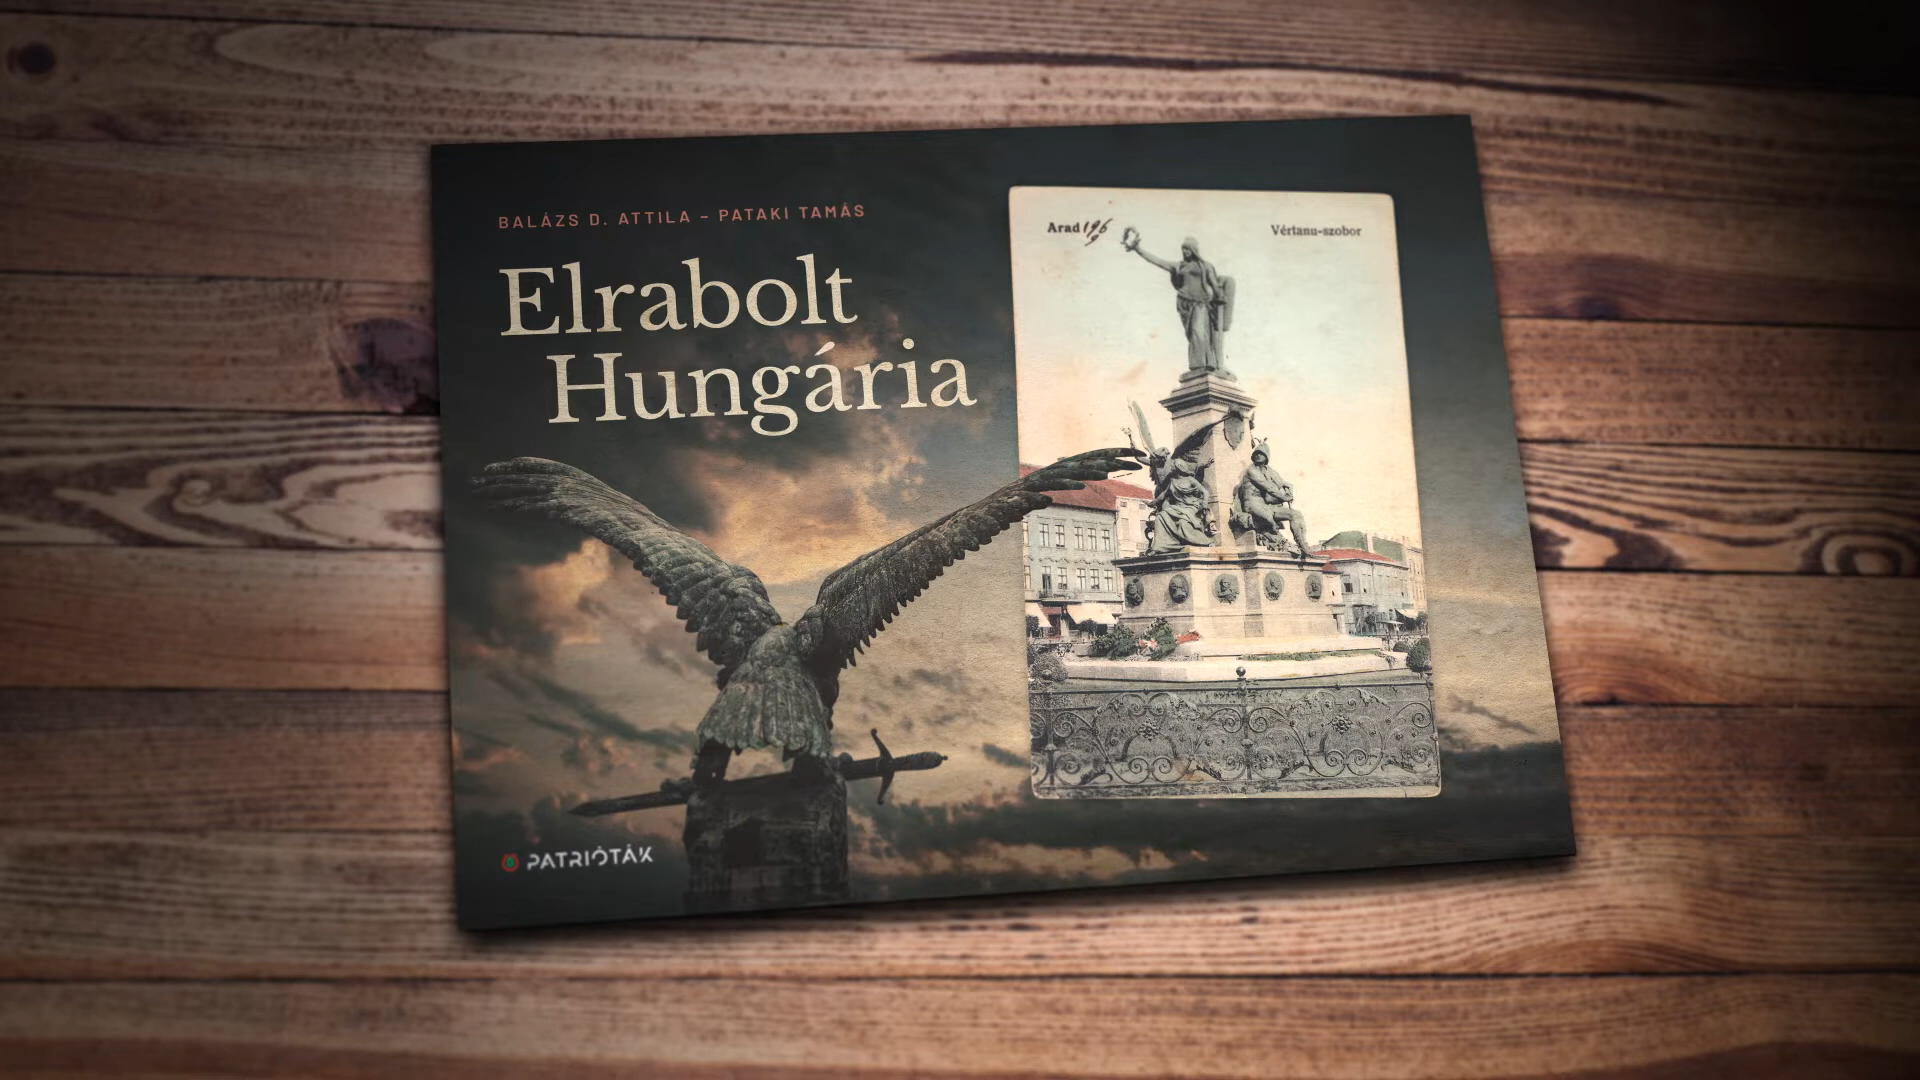 BALÁZS D. ATTILA – PATAKI TAMÁS
Elrabolt
Hungária
Arad
Vértanu-szobor
PATRIÓTÁK